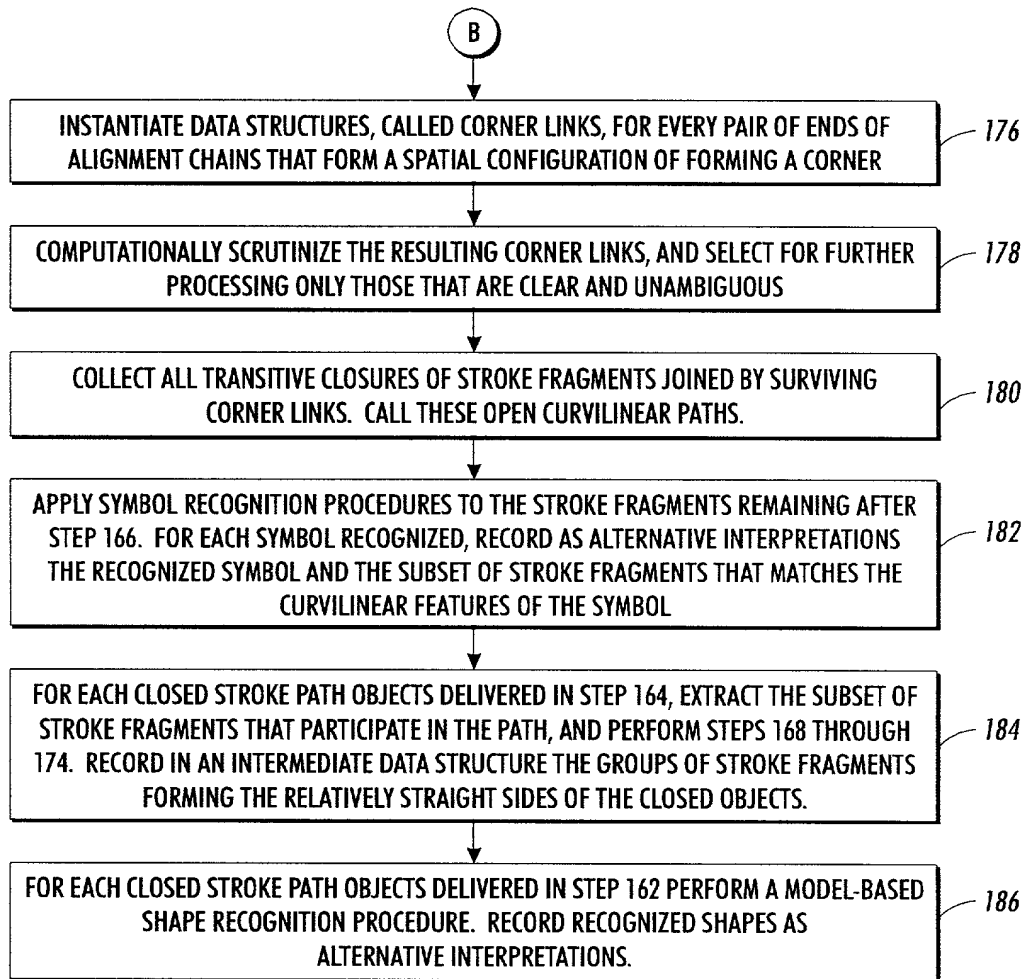 B
INSTANTIATE DATA STRUCTURES, CALLED CORNER LINKS, FOR EVERY PAIR OF ENDS OF
ALIGNMENT CHAINS THAT FORM A SPATIAL CONFIGURATION OF FORMING A CORNER
176
COMPUTATIONALLY SCRUTINIZE THE RESULTING CORNER LINKS, AND SELECT FOR FURTHER
PROCESSING ONLY THOSE THAT ARE CLEAR AND UNAMBIGUOUS
178
COLLECT ALL TRANSITIVE CLOSURES OF STROKE FRAGMENTS JOINED BY SURVIVING
CORNER LINKS. CALL THESE OPEN CURVILINEAR PATHS.
180
APPLY SYMBOL RECOGNITION PROCEDURES TO THE STROKE FRAGMENTS REMAINING AFTER
STEP 166. FOR EACH SYMBOL RECOGNIZED, RECORD AS ALTERNATIVE INTERPRETATIONS
THE RECOGNIZED SYMBOL AND THE SUBSET OF STROKE FRAGMENTS THAT MATCHES THE
CURVILINEAR FEATURES OF THE SYMBOL
182
FOR EACH CLOSED STROKE PATH OBJECTS DELIVERED IN STEP 164, EXTRACT THE SUBSET OF
STROKE FRAGMENTS THAT PARTICIPATE IN THE PATH, AND PERFORM STEPS 168 THROUGH
174. RECORD IN AN INTERMEDIATE DATA STRUCTURE THE GROUPS OF STROKE FRAGMENTS
FORMING THE RELATIVELY STRAIGHT SIDES OF THE CLOSED OBJECTS.
184
FOR EACH CLOSED STROKE PATH OBJECTS DELIVERED IN STEP 162 PERFORM A MODEL-BASED
SHAPE RECOGNITION PROCEDURE. RECORD RECOGNIZED SHAPES AS
ALTERNATIVE INTERPRETATIONS.
186